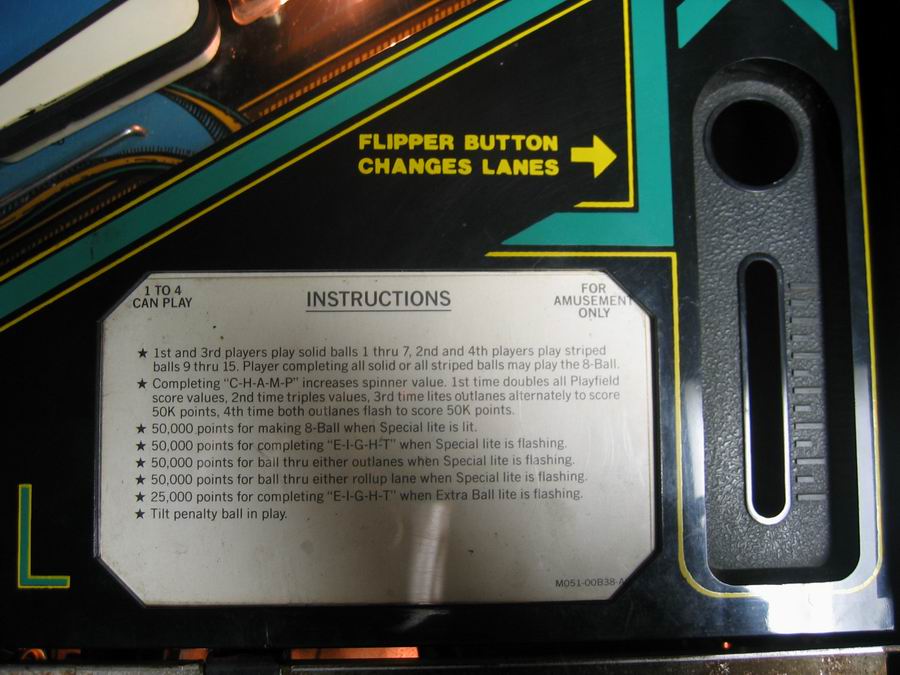 FLIPPER BUTTON
CHANGES LANES
1 TO 4
CAN PLAY
INSTRUCTIONS
FOR
AMUSEMENT
ONLY
★ 1st and 3rd players play solid balls 1 thru 7, 2nd and 4th players play striped
balls 9 thru 15. Player completing all solid or all striped balls may play the 8-Ball.
★ Completing "C-H-A-M-P" increases spinner value. 1st time doubles all Playfield
score values, 2nd time triples values, 3rd time lites outlanes alternately to score
50K points, 4th time both outlanes flash to score 50K points.
★ 50,000 points for making 8-Ball when Special lite is lit.
★ 50,000 points for completing "E-I-G-H-T" when Special lite is flashing.
★ 50,000 points for ball thru either outlanes when Special lite is flashing.
★ 50,000 points for ball thru either rollup lane when Special lite is flashing.
★ 25,000 points for completing "E-I-G-H-T" when Extra Ball lite is flashing.
★ Tilt penalty ball in play.
M051-00B38-A
L